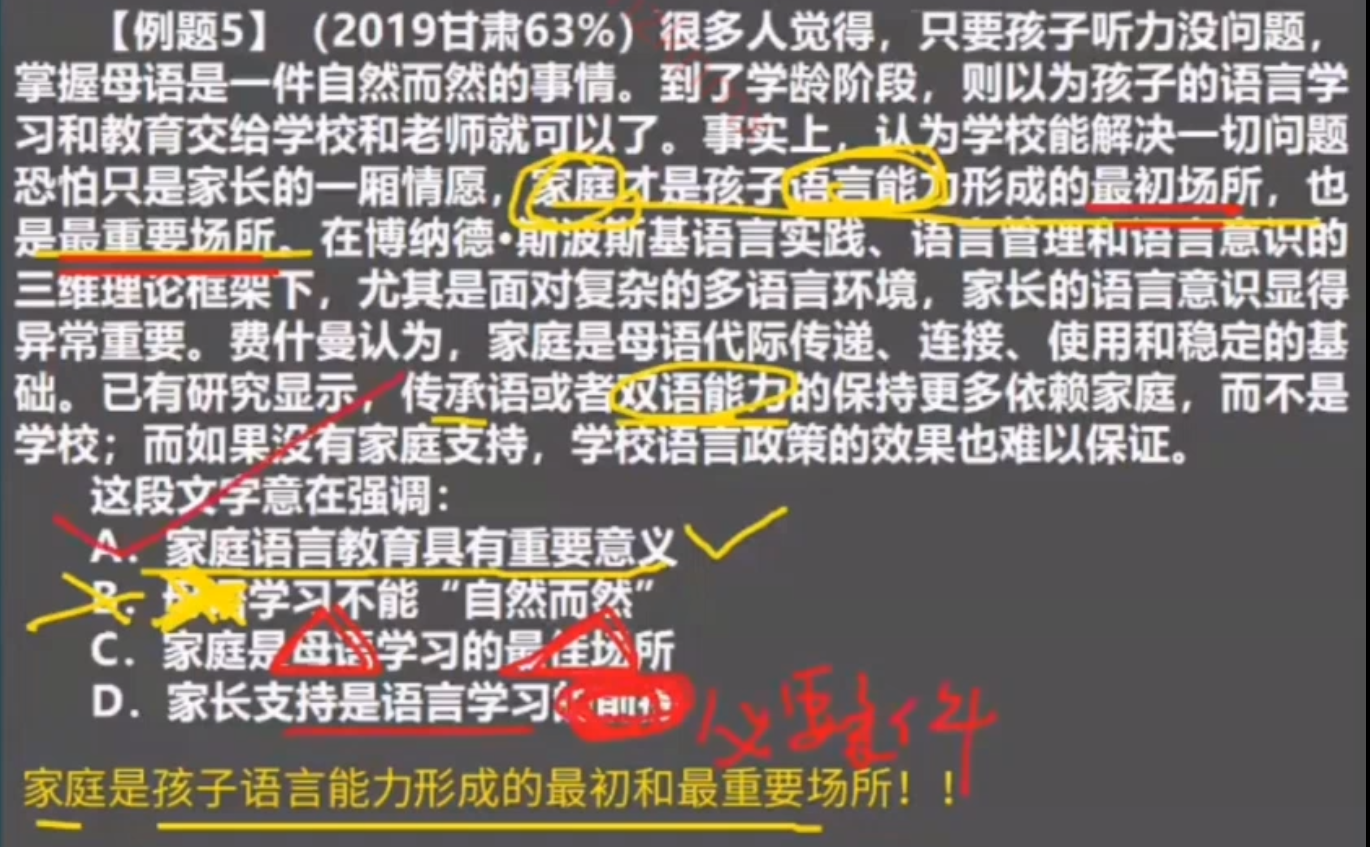 【例题5】（2019甘肃63%）很多人觉得，只要孩子听力没问题，
掌握母语是一件自然而然的事情。到了学龄阶段，则以为孩子的语言学
习和教育交给学校和老师就可以了。事实上，认为学校能解决一切问题
恐怕只是家长的一厢情愿，家庭才是孩子语言能力形成的最初场所，也
是最重要场所。在博纳德•斯波斯基语言实践、语言管理和语言意识的
三维理论框架下，尤其是面对复杂的多语言环境，家长的语言意识显得
异常重要。费什曼认为，家庭是母语代际传递、连接、使用和稳定的基
础。已有研究显示，传承语或者双语能力的保持更多依赖家庭，而不是
学校；而如果没有家庭支持，学校语言政策的效果也难以保证。
这段文字意在强调：
A．家庭语言教育具有重要意义
B．学习不能“自然而然”
C．家庭是母语学习的最佳场所
D．家长支持是语言学习的前提
必要条件
家庭是孩子语言能力形成的最初和最重要场所！！